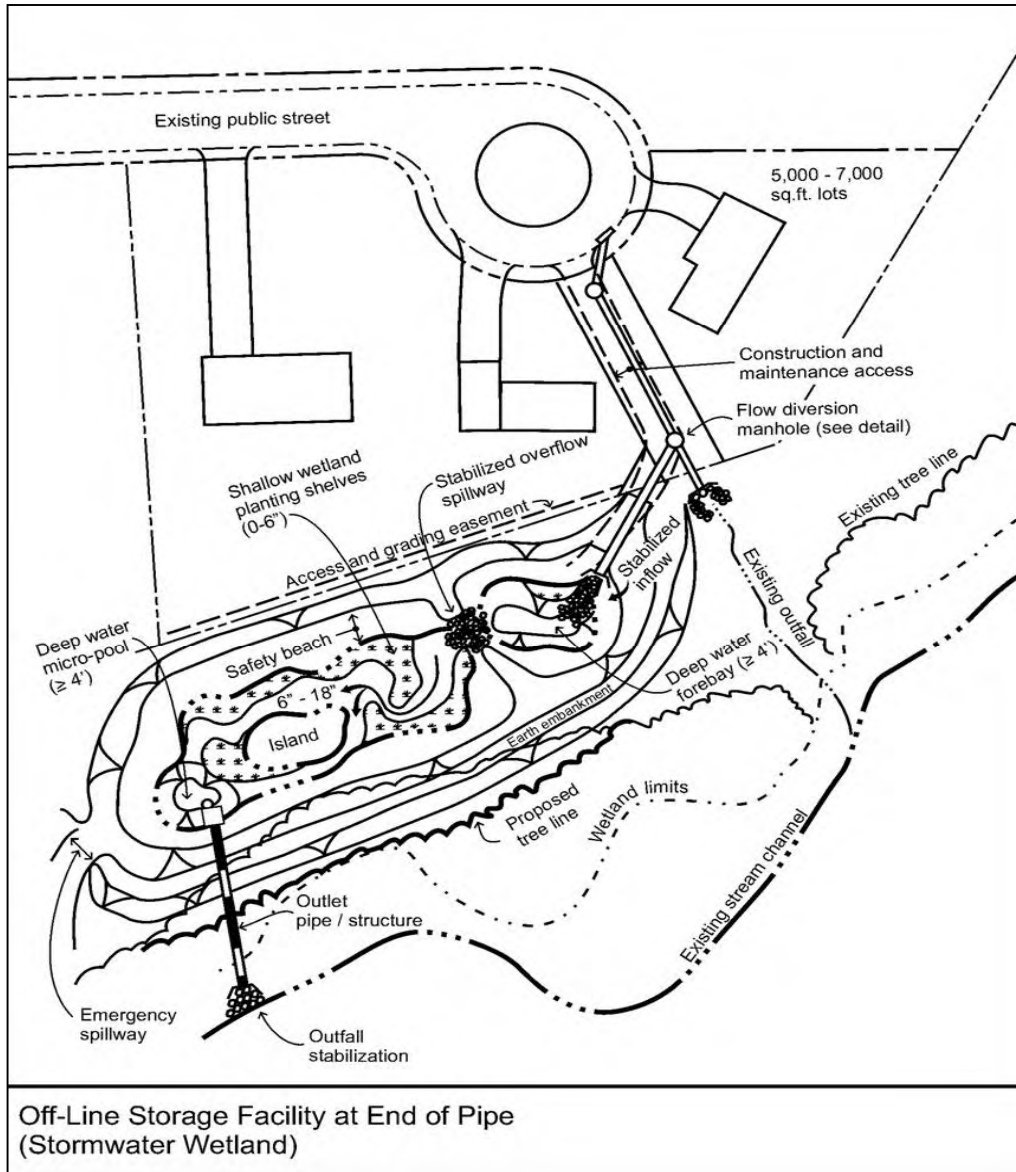 Existing public street
5,000 - 7,000
sq.ft. lots
Construction and
maintenance access
Flow diversion
manhole (see detail)
Existing tree line
Shallow wetland
planting shelves
(0-6")
Stabilized overflow
spillway
Access and grading easement
Stabilized
inflow
Existing outfall
Deep water
micro-pool
(≥ 4')
Safety beach
6" - 18"
Island
Deep water
forebay (≥ 4')
Earth embankment
Proposed
tree line
Wetland limits
Existing stream channel
Outlet
pipe / structure
Emergency
spillway
Outfall
stabilization
Off-Line Storage Facility at End of Pipe
(Stormwater Wetland)